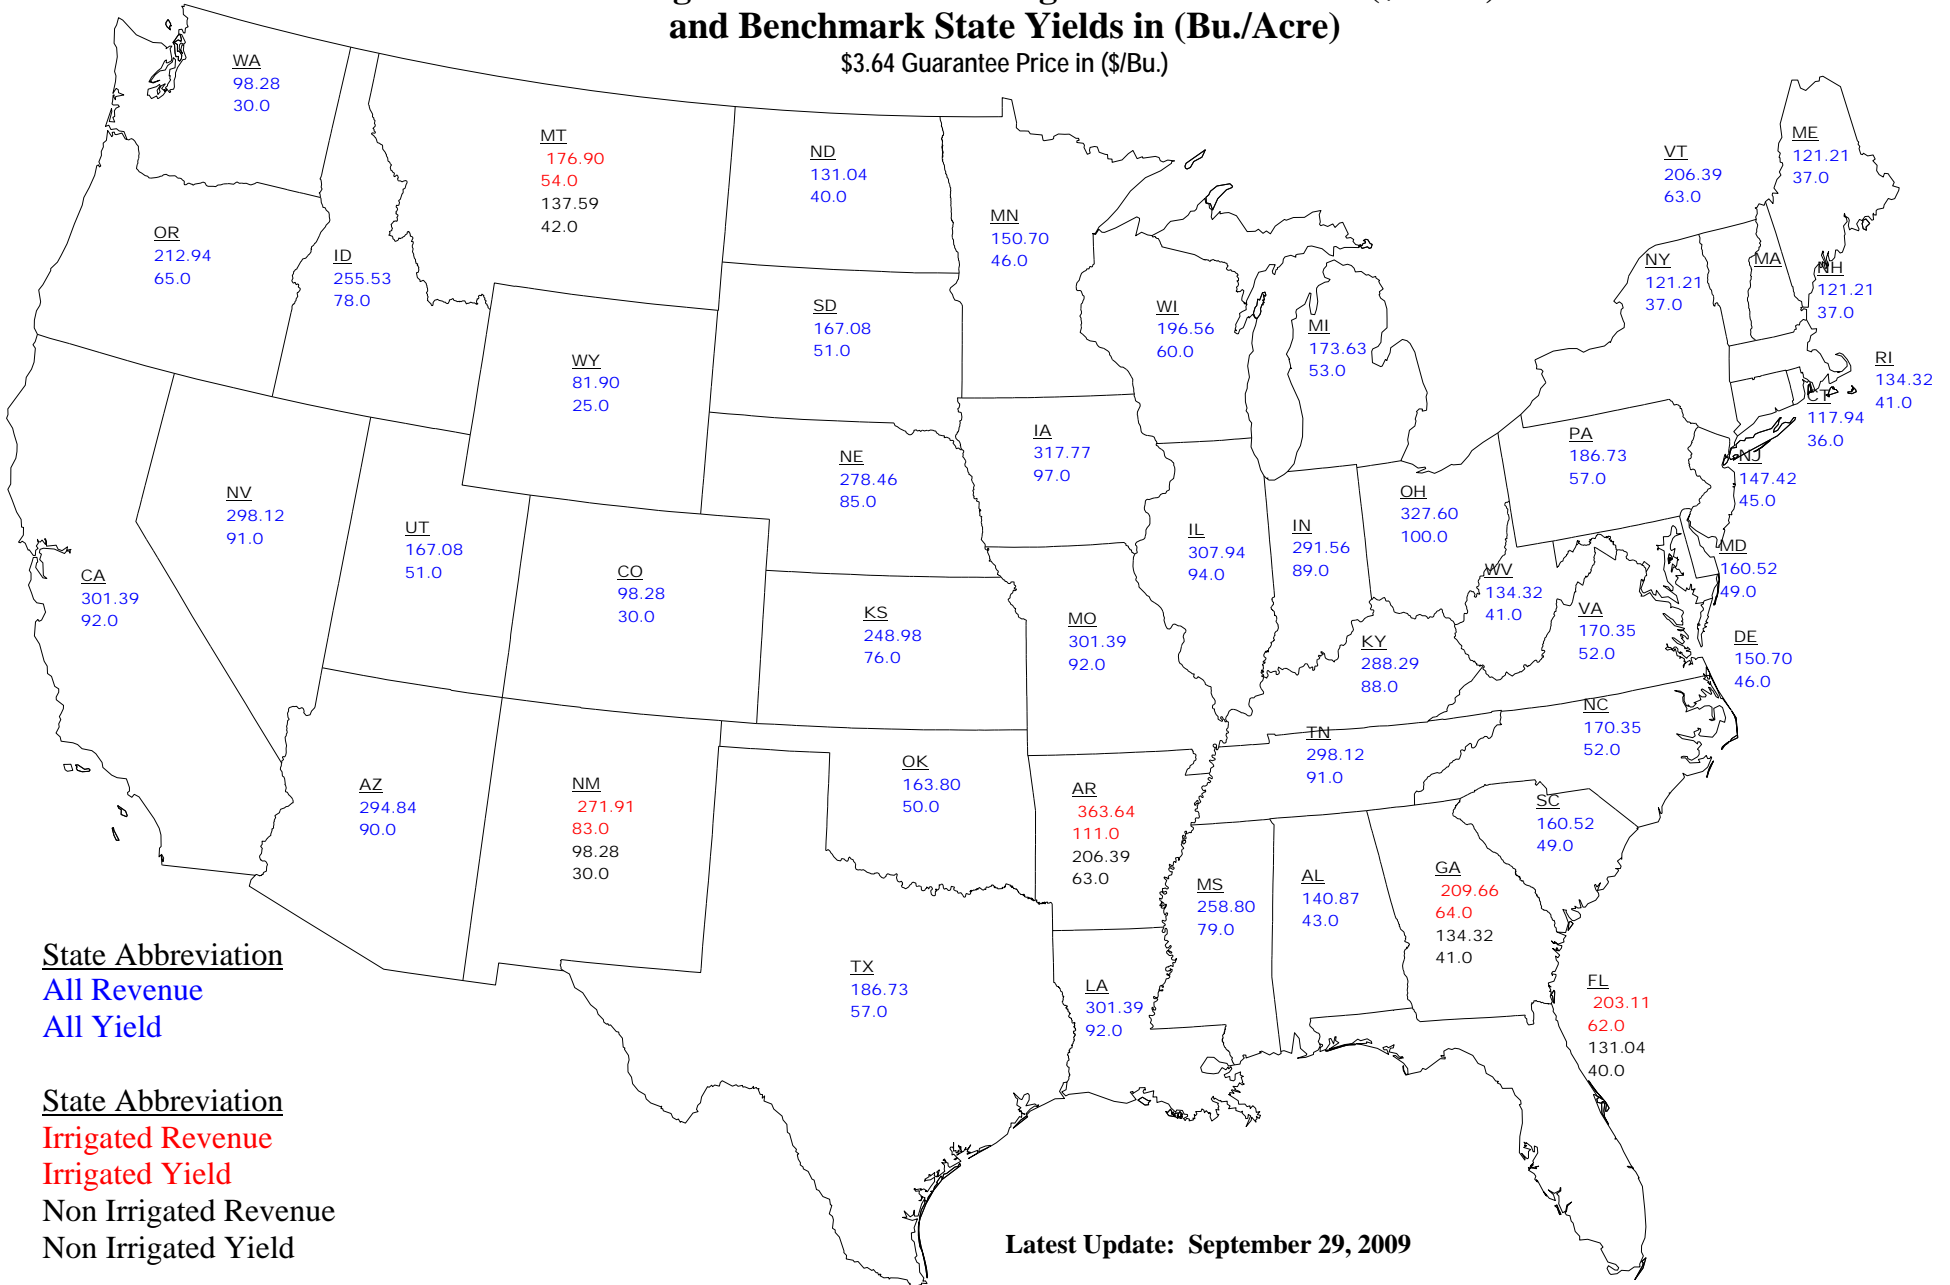 and Benchmark State Yields in (Bu./Acre)
$3.64 Guarantee Price in ($/Bu.)
WA
98.28
30.0
MT
176.90
54.0
137.59
42.0
ND
131.04
40.0
MN
150.70
46.0
VT
206.39
63.0
ME
121.21
37.0
OR
212.94
65.0
ID
255.53
78.0
WY
81.90
25.0
SD
167.08
51.0
WI
196.56
60.0
MI
173.63
53.0
NY
121.21
37.0
MA
NH
121.21
37.0
RI
134.32
41.0
CT
117.94
36.0
NJ
147.42
45.0
PA
186.73
57.0
NE
278.46
85.0
IA
317.77
97.0
NV
298.12
91.0
UT
167.08
51.0
CA
301.39
92.0
CO
98.28
30.0
KS
248.98
76.0
MO
301.39
92.0
IL
307.94
94.0
IN
291.56
89.0
OH
327.60
100.0
WV
134.32
41.0
MD
160.52
49.0
VA
170.35
52.0
DE
150.70
46.0
KY
288.29
88.0
NC
170.35
52.0
TN
298.12
91.0
AZ
294.84
90.0
NM
271.91
83.0
98.28
30.0
OK
163.80
50.0
AR
363.64
111.0
206.39
63.0
SC
160.52
49.0
MS
258.80
79.0
AL
140.87
43.0
GA
209.66
64.0
134.32
41.0
TX
186.73
57.0
LA
301.39
92.0
FL
203.11
62.0
131.04
40.0
State Abbreviation
All Revenue
All Yield
State Abbreviation
Irrigated Revenue
Irrigated Yield
Non Irrigated Revenue
Non Irrigated Yield
Latest Update: September 29, 2009